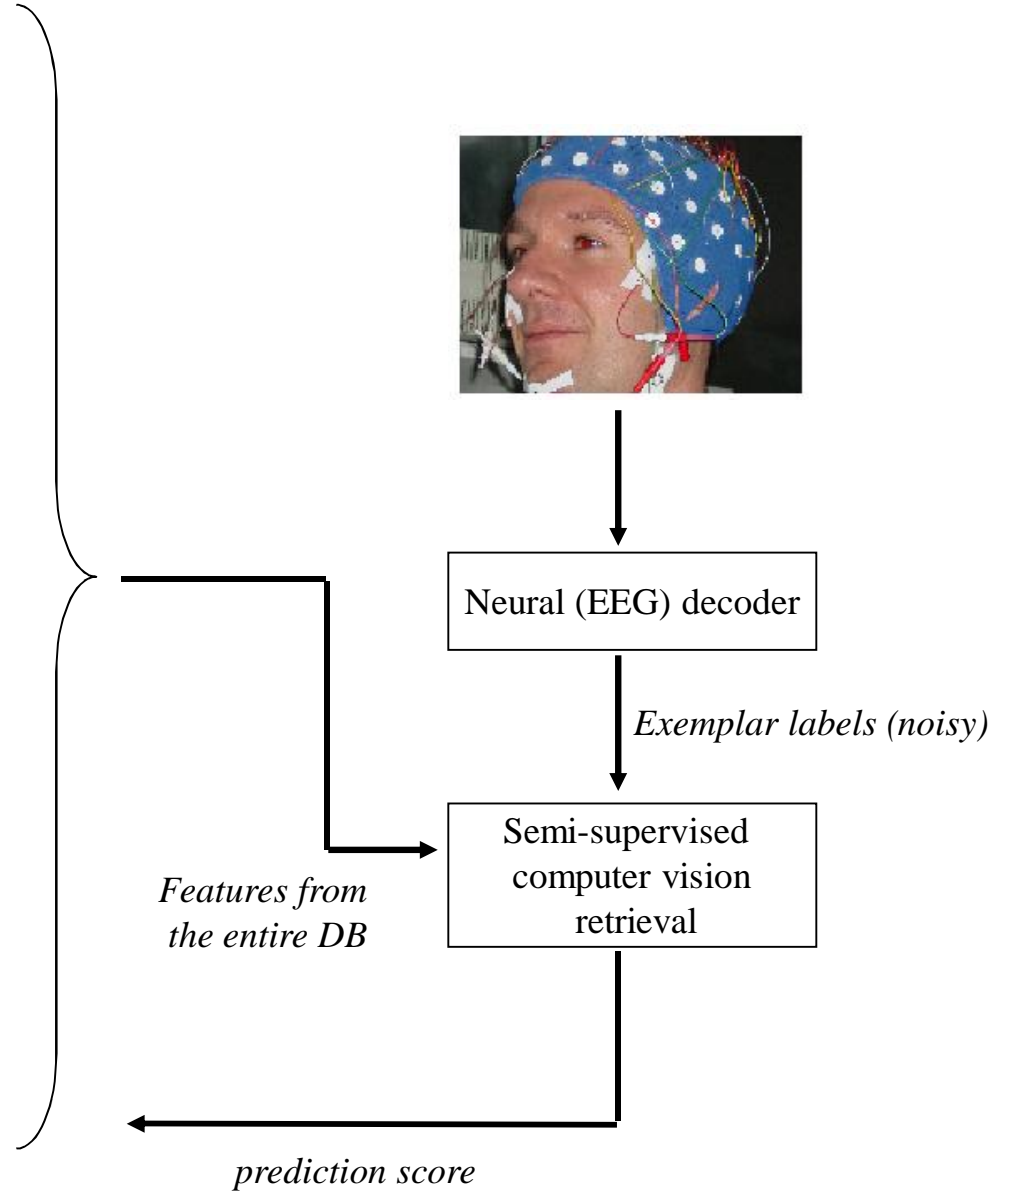 Neural (EEG) decoder
Exemplar labels (noisy)
Semi-supervised
computer vision
retrieval
Features from
the entire DB
prediction score